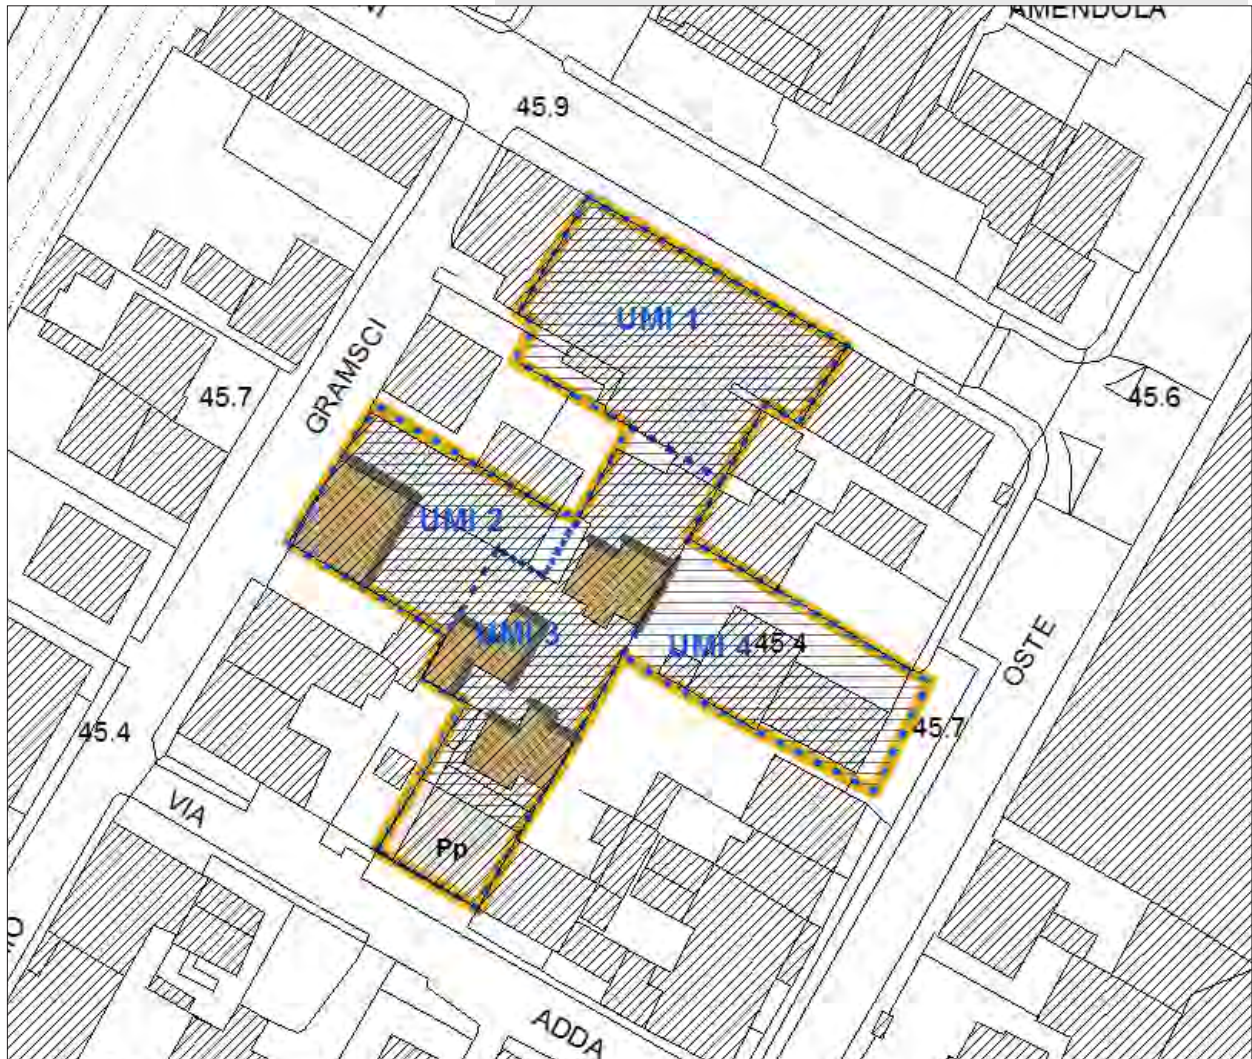 AMENDOLA
45.9
UMI 1
GRAMSCI
45.7
45.6
UMI 2
UMI 3
UMI 4
45.4
OSTE
45.7
45.4
VIA
Pp
ADDA